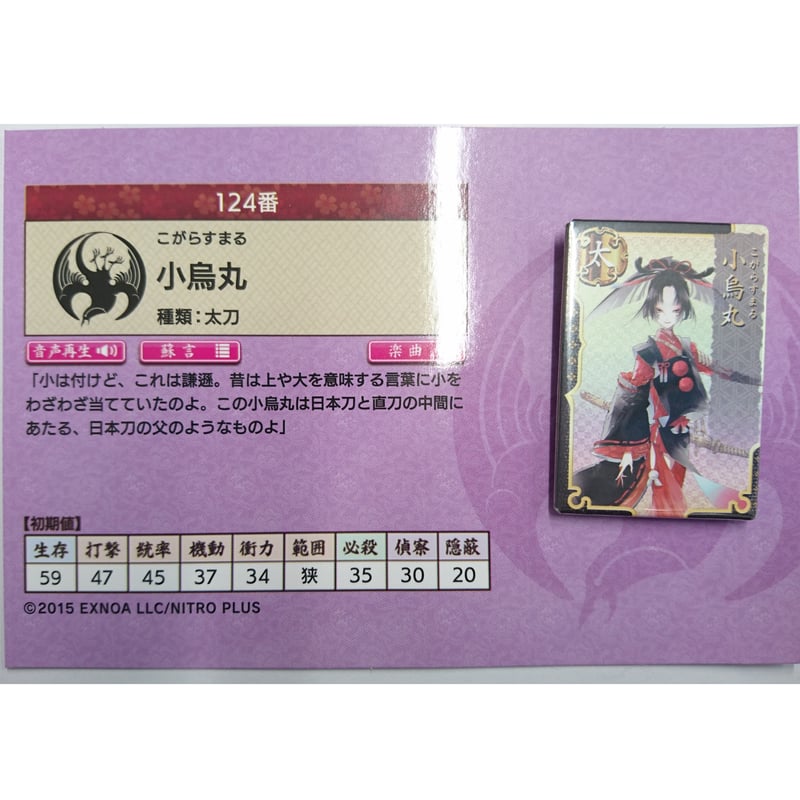 124番
こがらすまる
小烏丸
種類：太刀
音声再生
蘇言
楽曲
「小は付けど、これは謙遜。昔は上や大を意味する言葉に小を
わざわざ当てていたのよ。この小烏丸は日本刀と直刀の中間に
あたる、日本刀の父のようなものよ」
【初期値】
生存 打撃 統率 機動 衝力 範囲 必殺 偵察 隠蔽
59 47 45 37 34 狭 35 30 20
©2015 EXNOA LLC/NITRO PLUS
太
こがらすまる
小烏丸